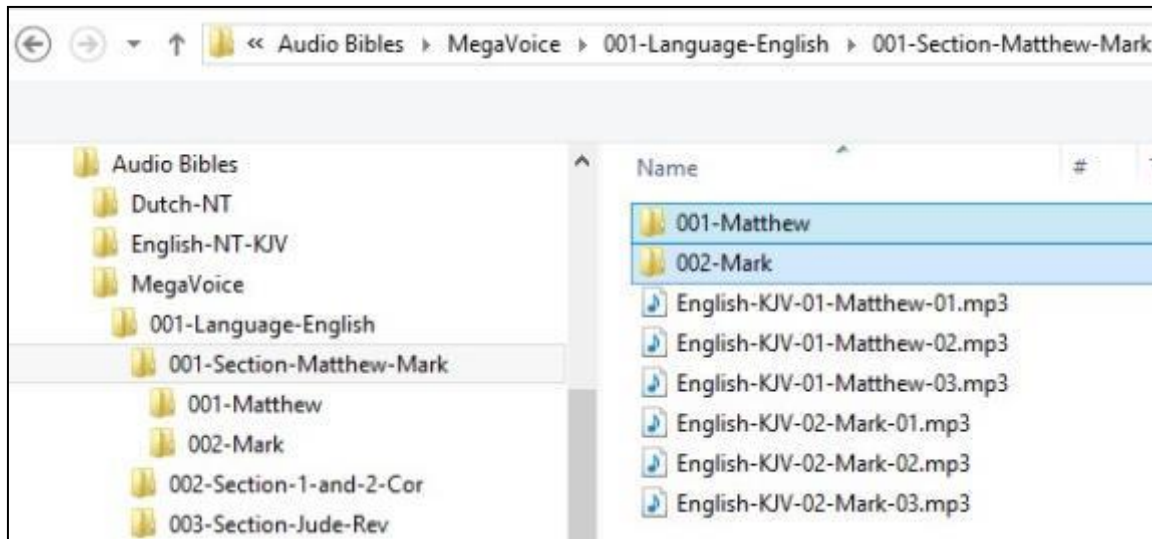 « Audio Bibles ▸ MegaVoice ▸ 001-Language-English ▸ 001-Section-Matthew-Mark
Audio Bibles
Dutch-NT
English-NT-KJV
MegaVoice
001-Language-English
001-Section-Matthew-Mark
001-Matthew
002-Mark
002-Section-1-and-2-Cor
003-Section-Jude-Rev
Name #
001-Matthew
002-Mark
English-KJV-01-Matthew-01.mp3
English-KJV-01-Matthew-02.mp3
English-KJV-01-Matthew-03.mp3
English-KJV-02-Mark-01.mp3
English-KJV-02-Mark-02.mp3
English-KJV-02-Mark-03.mp3